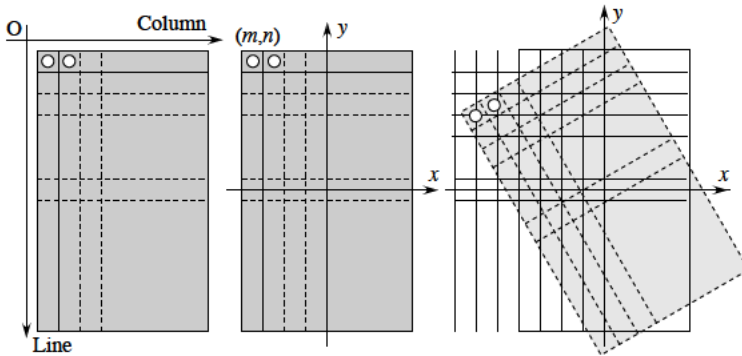 O Column
Line
(m,n) y
x
y
x